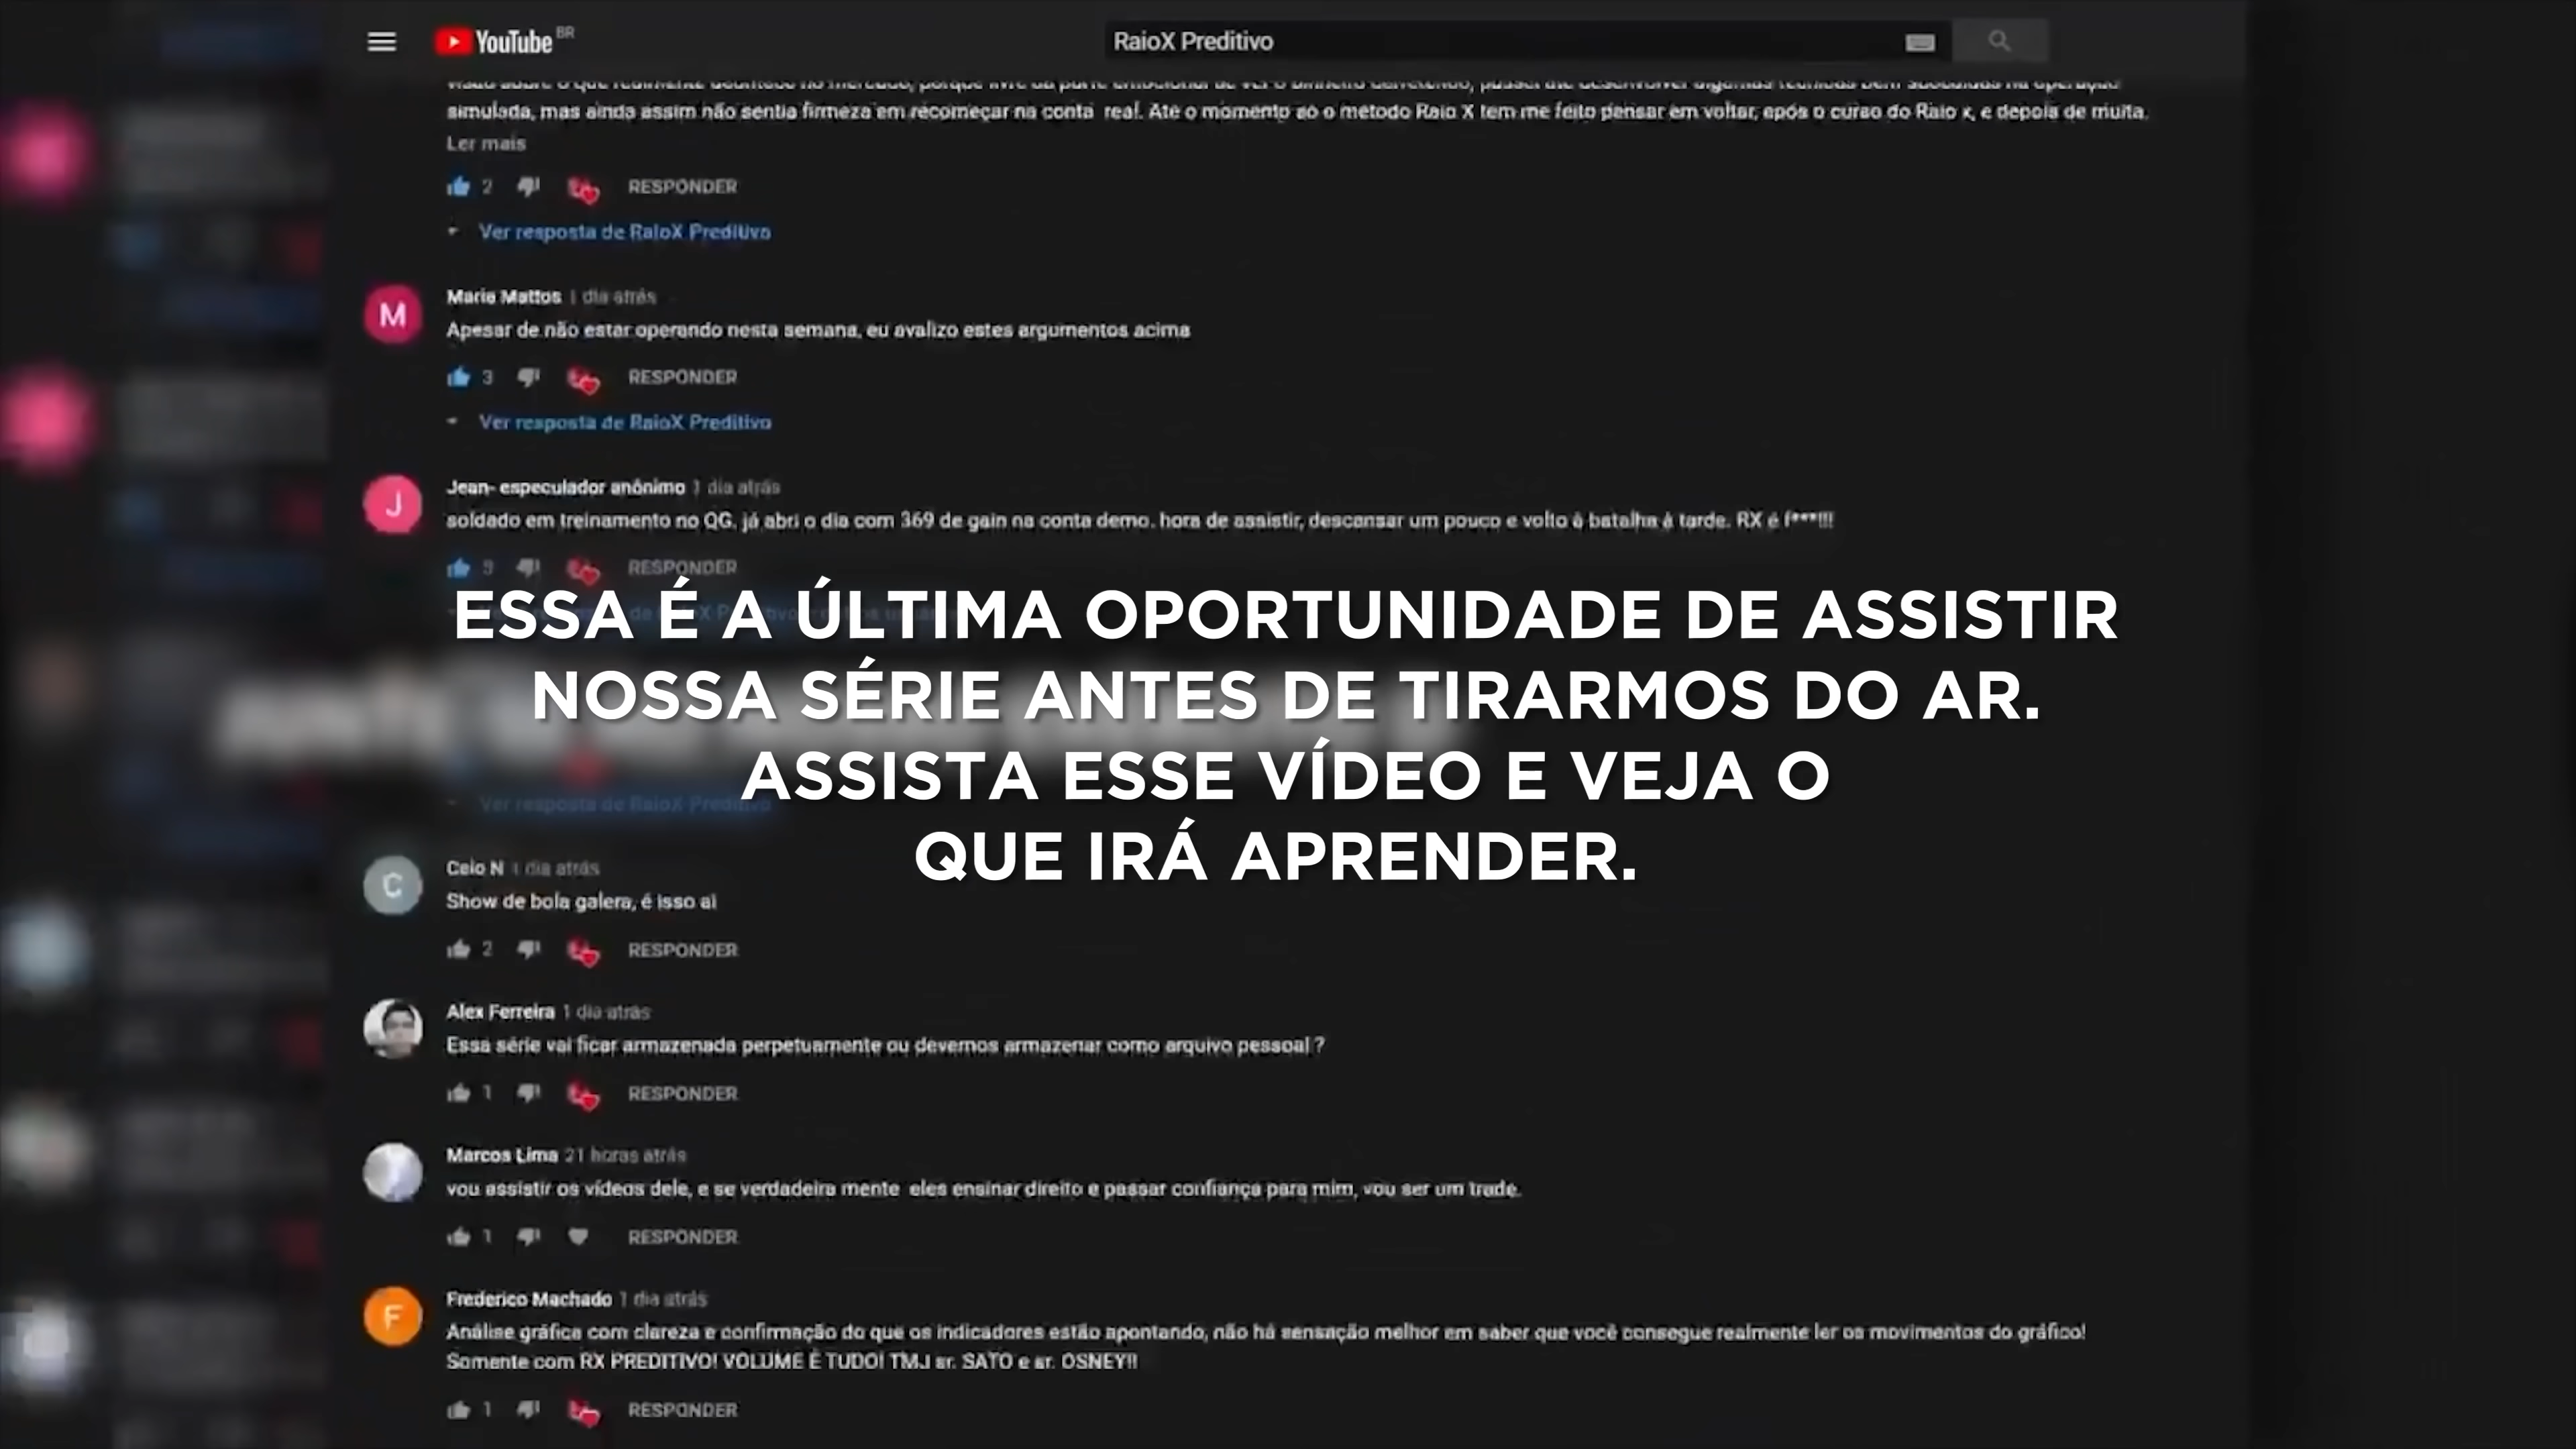 YouTube BR
RaioX Preditivo
simulada, mas ainda assim não sentia firmeza em recomeçar na conta real. Até o momento só o método Raio X tem me feito pensar em voltar, após o curso do Raio x, e depois de muita.
Ler mais
2 RESPONDER
Ver resposta de RaioX Preditivo
M
Maria Mattos 1 dia atrás
Apesar de não estar operando nesta semana, eu avalizo estes argumentos acima
3 RESPONDER
Ver resposta de RaioX Preditivo
J
Jean- especulador anônimo 1 dia atrás
soldado em treinamento no QG. já abri o dia com 369 de gain na conta demo. hora de assistir, descansar um pouco e volto à batalha à tarde. RX é f***!!!
RESPONDER
ESSA É A ÚLTIMA OPORTUNIDADE DE ASSISTIR
NOSSA SÉRIE ANTES DE TIRARMOS DO AR.
ASSISTA ESSE VÍDEO E VEJA O
Ver resposta de RaioX Preditivo
QUE IRÁ APRENDER.
C
N 1 dia atrás
Show de bola galera, é isso aí
2 RESPONDER
Alex Ferreira 1 dia atrás
Essa série vai ficar armazenada perpetuamente ou devemos armazenar como arquivo pessoal ?
1 RESPONDER
Marcos Lima 21 horas atrás
vou assistir os vídeos dele, e se verdadeira mente eles ensinar direito e passar confiança para mim, vou ser um trade.
1 RESPONDER
F
Frederico Machado 1 dia atrás
Análise gráfica com clareza e confirmação do que os indicadores estão apontando, não há sensação melhor em saber que você consegue realmente ler os movimentos do gráfico!
Somente com RX PREDITIVO! VOLUME É TUDO! TMJ sr. SATO e sr. OSNEY!!
1 RESPONDER